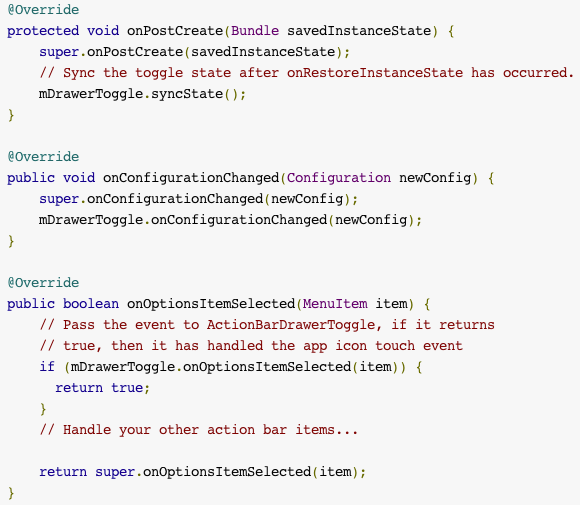 @Override
protected void onPostCreate(Bundle savedInstanceState) {
    super.onPostCreate(savedInstanceState);
    // Sync the toggle state after onRestoreInstanceState has occurred.
    mDrawerToggle.syncState();
}

@Override
public void onConfigurationChanged(Configuration newConfig) {
    super.onConfigurationChanged(newConfig);
    mDrawerToggle.onConfigurationChanged(newConfig);
}

@Override
public boolean onOptionsItemSelected(MenuItem item) {
    // Pass the event to ActionBarDrawerToggle, if it returns
    // true, then it has handled the app icon touch event
    if (mDrawerToggle.onOptionsItemSelected(item)) {
      return true;
    }
    // Handle your other action bar items...

    return super.onOptionsItemSelected(item);
}